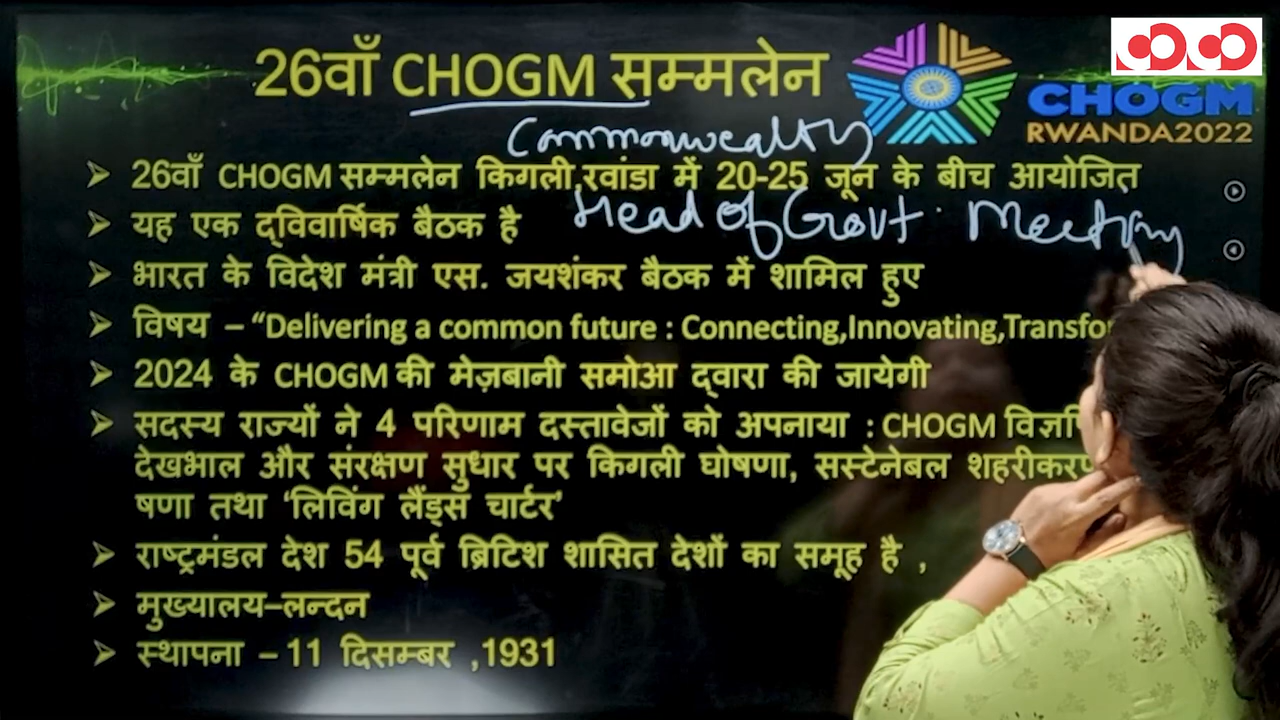 26वाँ CHOGM सम्मलेन
CHOGM
RWANDA2022
Commonwealth
26वाँ CHOGM सम्मलेन किगली,रवांडा में 20-25 जून के बीच आयोजित
Head of Govt. Meeting
यह एक द्विवार्षिक बैठक है
भारत के विदेश मंत्री एस. जयशंकर बैठक में शामिल हुए
विषय – “Delivering a common future : Connecting,Innovating,Transfor
2024 के CHOGM की मेज़बानी समोआ द्वारा की जायेगी
सदस्य राज्यों ने 4 परिणाम दस्तावेजों को अपनाया : CHOGM
देखभाल और संरक्षण सुधार पर किगली घोषणा, सस्टेनेबल
षणा तथा ‘लिविंग लैंड्स चार्टर’
राष्ट्रमंडल देश 54 पूर्व ब्रिटिश शासित देशों का समूह है ,
मुख्यालय–लन्दन
स्थापना – 11 दिसम्बर ,1931